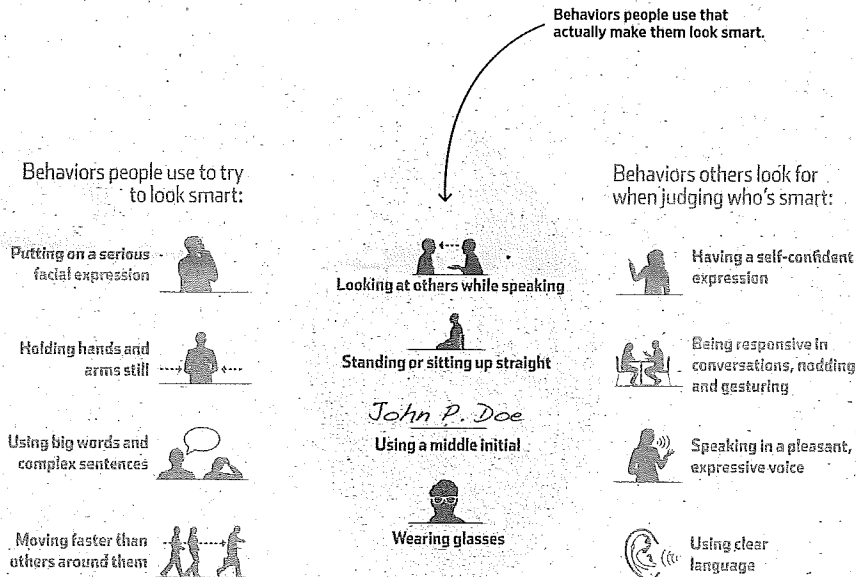 Behaviors people use that
actually make them look smart.
Behaviors people use to try
to look smart:
Putting on a serious
facial expression
Holding hands and
arms still
Using big words and
complex sentences
Moving faster than
others around them
Looking at others while speaking
Standing or sitting up straight
John P. Doe
Using a middle initial
Wearing glasses
Behaviors others look for
when judging who's smart:
Having a self-confident
expression
Being responsive in
conversations, nodding
and gesturing
Speaking in a pleasant,
expressive voice
Using clear
language